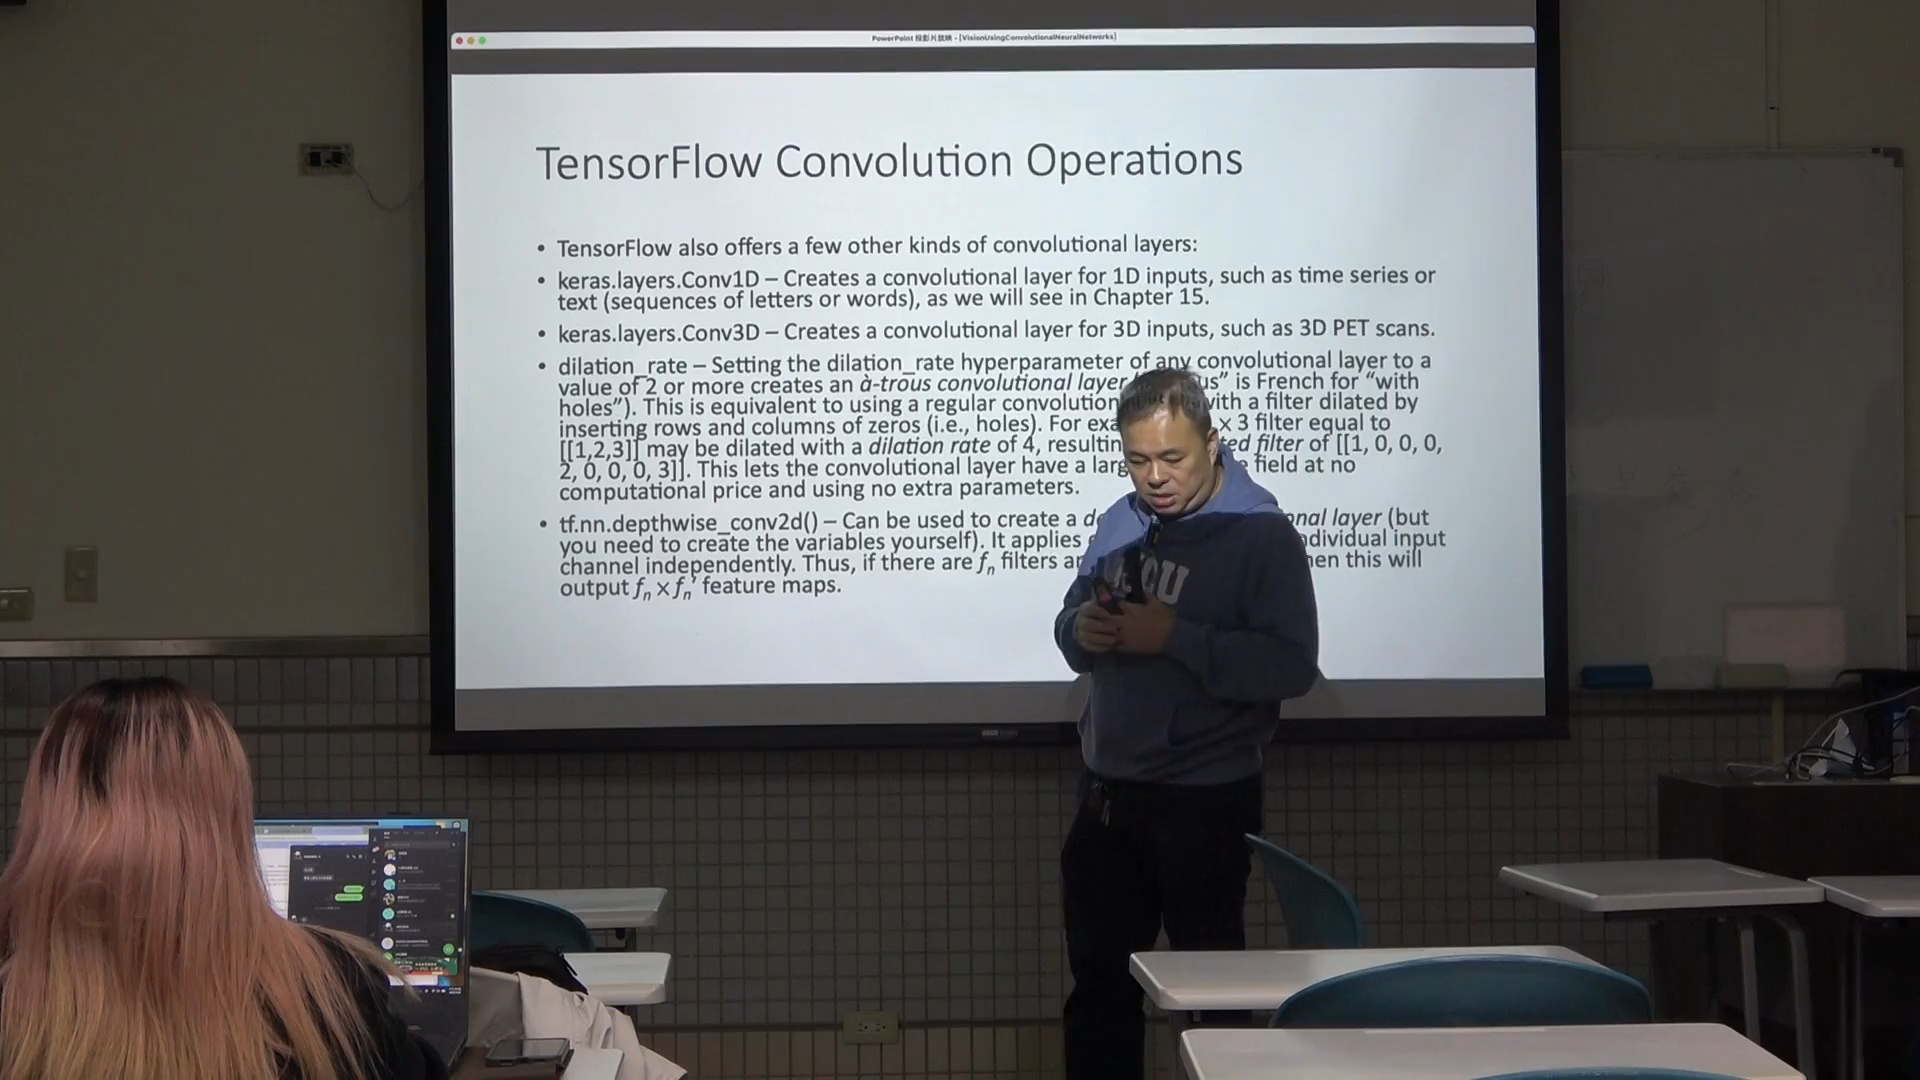 PowerPoint 投影片放映 - [VisionUsingConvolutionalNeuralNetworks]
TensorFlow Convolution Operations
• TensorFlow also offers a few other kinds of convolutional layers:
• keras.layers.Conv1D – Creates a convolutional layer for 1D inputs, such as time series or
text (sequences of letters or words), as we will see in Chapter 15.
• keras.layers.Conv3D – Creates a convolutional layer for 3D inputs, such as 3D PET scans.
• dilation_rate – Setting the dilation_rate hyperparameter of any convolutional layer to a
value of 2 or more creates an à-trous convolutional layer us” is French for “with
holes”). This is equivalent to using a regular convolution with a filter dilated by
inserting rows and columns of zeros (i.e., holes). For × 3 filter equal to
[[1,2,3]] may be dilated with a dilation rate of 4, filter of [[1, 0, 0, 0,
2, 0, 0, 0, 3]]. This lets the convolutional layer have a field at no
computational price and using no extra parameters.
• tf.nn.depthwise_conv2d() – Can be used to create a layer (but
you need to create the variables yourself). It applies input
channel independently. Thus, if there are fn filters this will
output fn × fn’ feature maps.